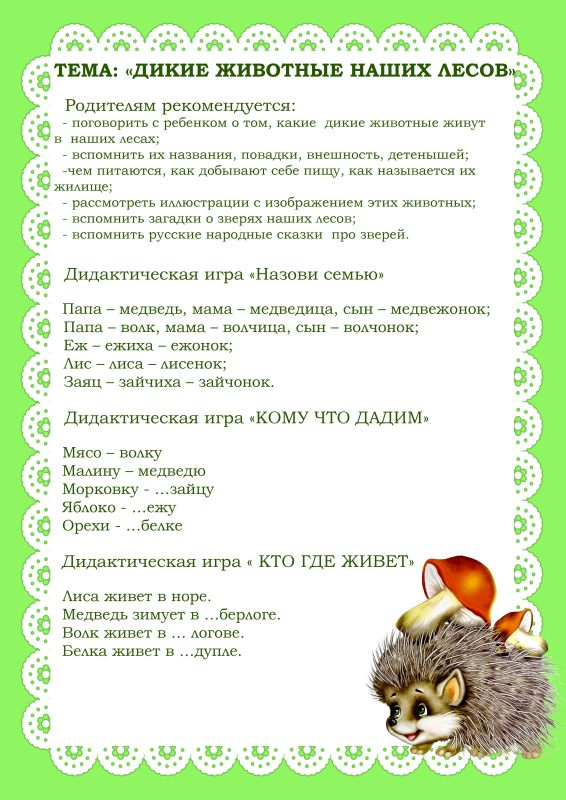 ТЕМА: «ДИКИЕ ЖИВОТНЫЕ НАШИХ ЛЕСОВ»
Родителям рекомендуется:
- поговорить с ребенком о том, какие дикие животные живут
в наших лесах;
- вспомнить их названия, повадки, внешность, детенышей;
-чем питаются, как добывают себе пищу, как называется их
жилище;
- рассмотреть иллюстрации с изображением этих животных;
- вспомнить загадки о зверях наших лесов;
- вспомнить русские народные сказки про зверей.
Дидактическая игра «Назови семью»
Папа – медведь, мама – медведица, сын – медвежонок;
Папа – волк, мама – волчица, сын – волчонок;
Еж – ежиха – ежонок;
Лис – лиса – лисенок;
Заяц – зайчиха – зайчонок.
Дидактическая игра «КОМУ ЧТО ДАДИМ»
Мясо – волку
Малину – медведю
Морковку - ...зайцу
Яблоко - ...ежу
Орехи - ...белке
Дидактическая игра « КТО ГДЕ ЖИВЕТ»
Лиса живет в норе.
Медведь зимует в ...берлоге.
Волк живет в ... логове.
Белка живет в ...дупле.